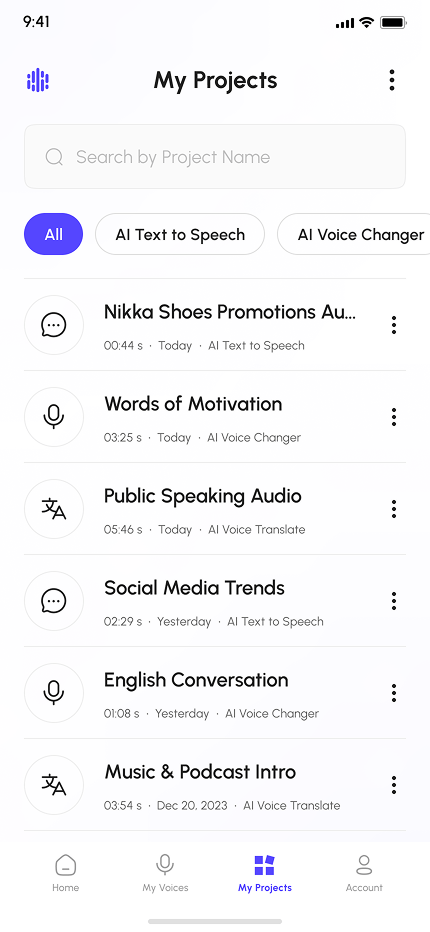 9:41
My Projects
Search by Project Name
All
AI Text to Speech
AI Voice Changer
Nikka Shoes Promotions Au...
00:44 s · Today · AI Text to Speech
Words of Motivation
03:25 s · Today · AI Voice Changer
Public Speaking Audio
05:46 s · Today · AI Voice Translate
Social Media Trends
02:29 s · Yesterday · AI Text to Speech
English Conversation
01:08 s · Yesterday · AI Voice Changer
Music & Podcast Intro
03:54 s · Dec 20, 2023 · AI Voice Translate
Home
My Voices
My Projects
Account